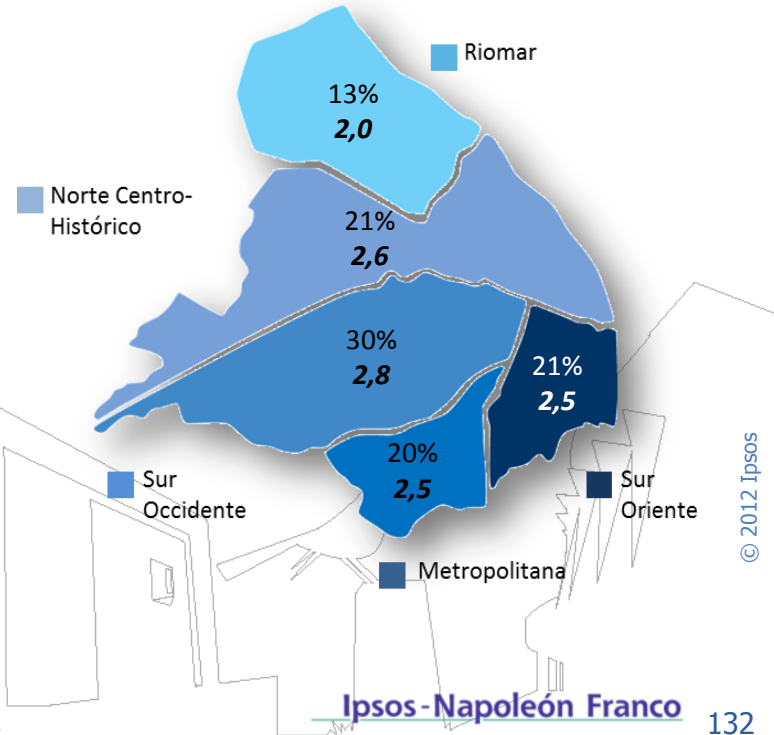 Riomar
13%
2,0
Norte Centro-
Histórico
21%
2,6
30%
2,8
21%
2,5
20%
2,5
Sur
Occidente
Sur
Oriente
Metropolitana
© 2012 Ipsos
Ipsos-Napoleón Franco
132